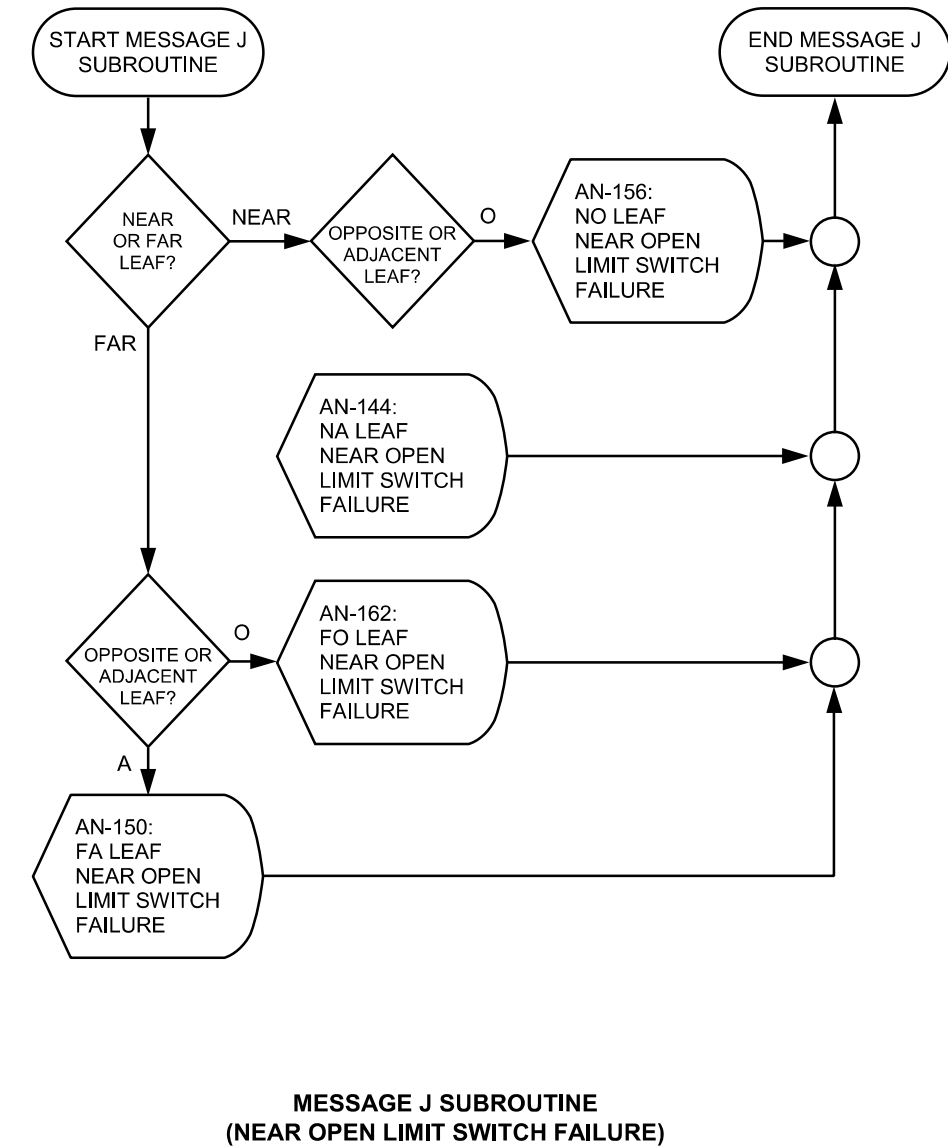 START MESSAGE J
SUBROUTINE
END MESSAGE J
SUBROUTINE
NEAR
OR FAR
LEAF?
NEAR
OPPOSITE OR
ADJACENT
LEAF?
O
AN-156:
NO LEAF
NEAR OPEN
LIMIT SWITCH
FAILURE
FAR
AN-144:
NA LEAF
NEAR OPEN
LIMIT SWITCH
FAILURE
OPPOSITE OR
ADJACENT
LEAF?
O
AN-162:
FO LEAF
NEAR OPEN
LIMIT SWITCH
FAILURE
A
AN-150:
FA LEAF
NEAR OPEN
LIMIT SWITCH
FAILURE
MESSAGE J SUBROUTINE
(NEAR OPEN LIMIT SWITCH FAILURE)